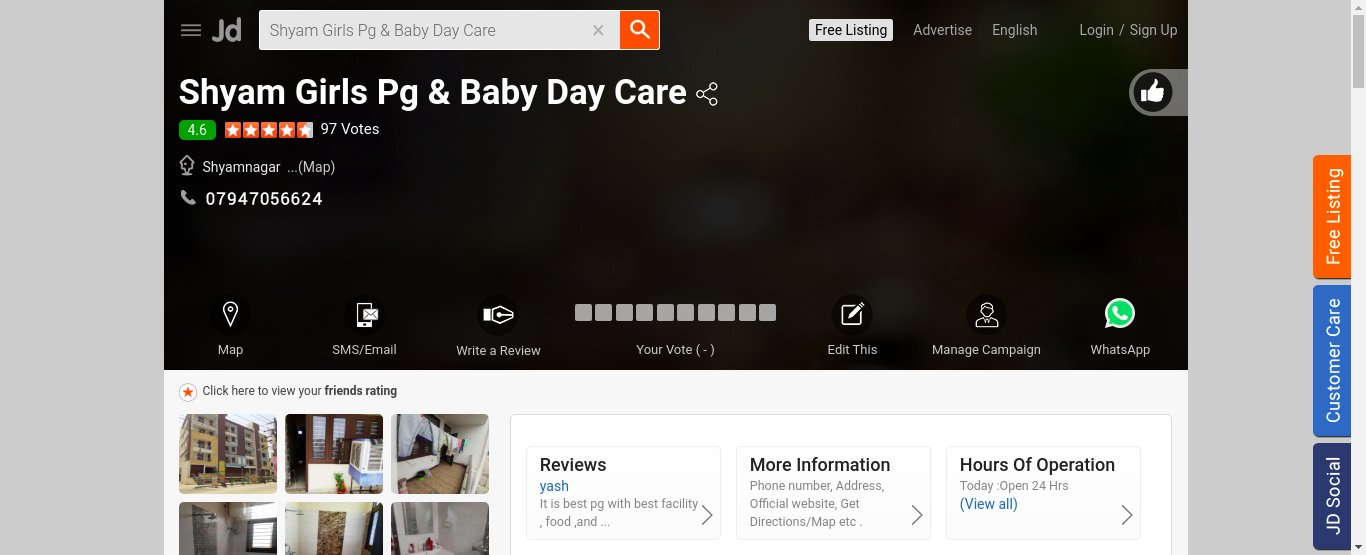 Jd
Shyam Girls Pg & Baby Day Care
Free Listing
Advertise
English
Login / Sign Up
Shyam Girls Pg & Baby Day Care
4.6
97 Votes
Shyamnagar ...(Map)
07947056624
Map
SMS/Email
Write a Review
Your Vote ( - )
Edit This
Manage Campaign
WhatsApp
Click here to view your friends rating
Reviews
yash
It is best pg with best facility
, food ,and ...
More Information
Phone number, Address,
Official website, Get
Directions/Map etc .
Hours Of Operation
Today :Open 24 Hrs
(View all)
Free Listing
Customer Care
JD Social